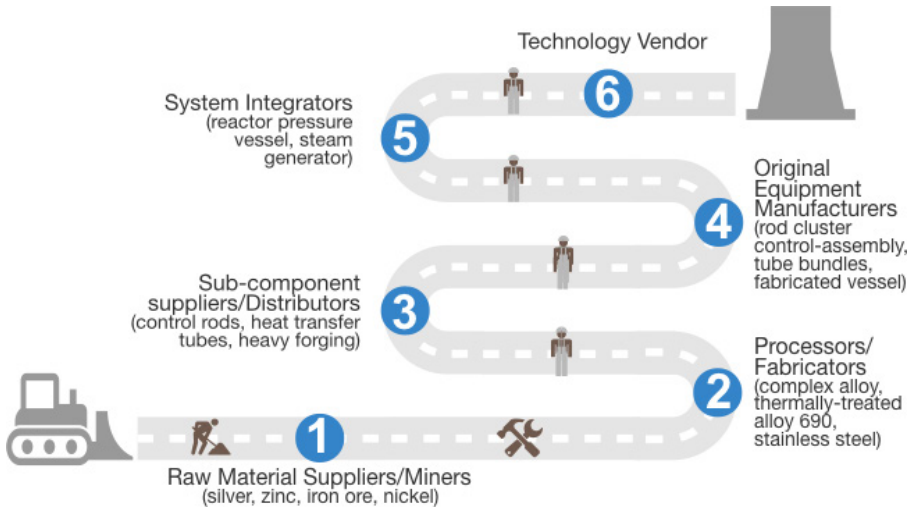 Technology Vendor
6
System Integrators
(reactor pressure
vessel, steam
generator)
5
Original
Equipment
Manufacturers
(rod cluster
control-assembly,
tube bundles,
fabricated vessel)
4
Sub-component
suppliers/Distributors
(control rods, heat transfer
tubes, heavy forging)
3
Processors/
Fabricators
(complex alloy,
thermally-treated
alloy 690,
stainless steel)
2
1
Raw Material Suppliers/Miners
(silver, zinc, iron ore, nickel)